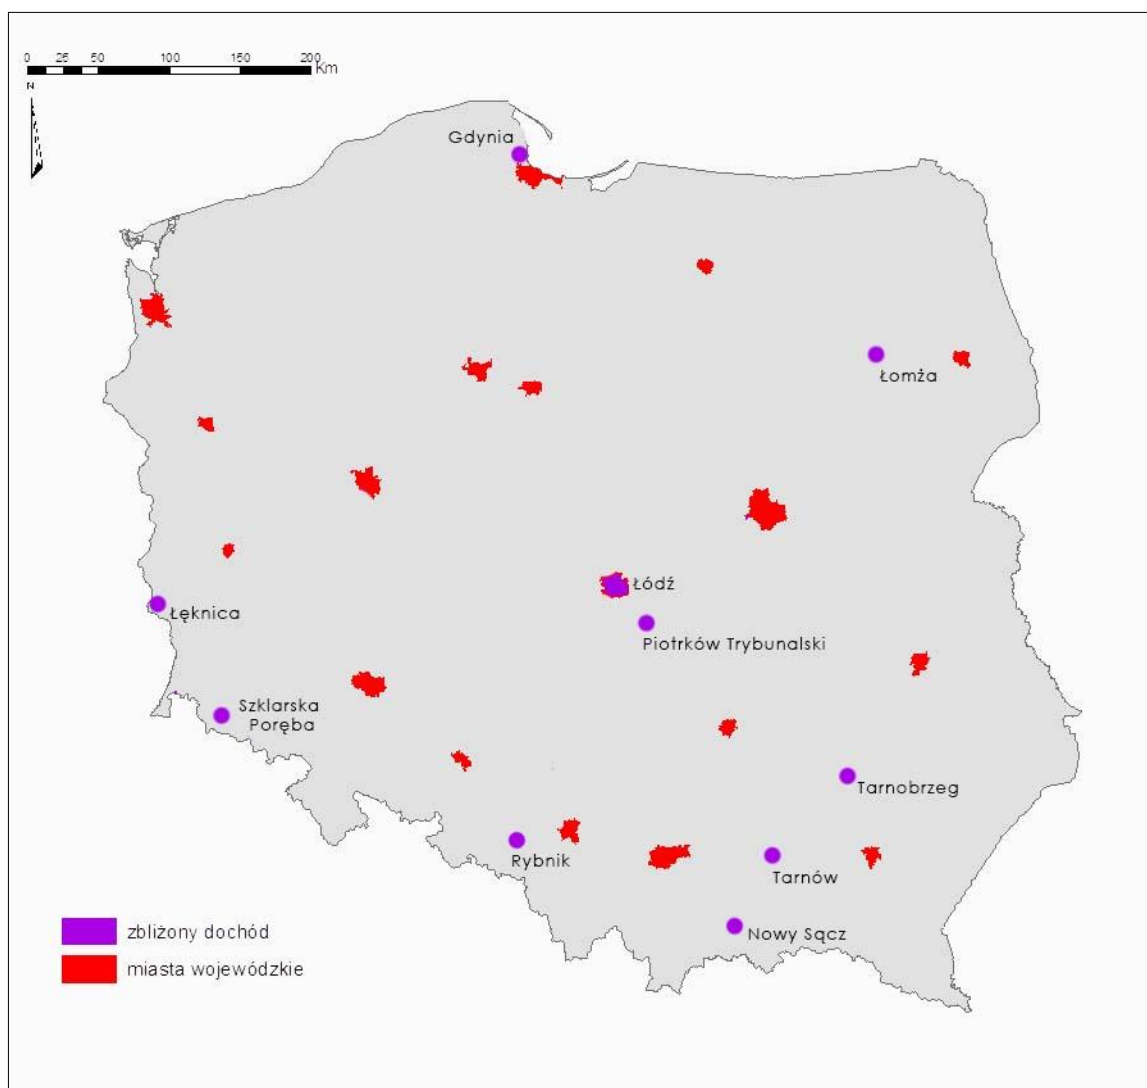 0 25 50 100 150 200
Km
N
Gdynia
Łomża
Łódź
Łęknica
Piotrków Trybunalski
Szklarska
Poręba
Tarnobrzeg
Rybnik
Tarnów
Nowy Sącz
zbliżony dochód
miasta wojewódzkie